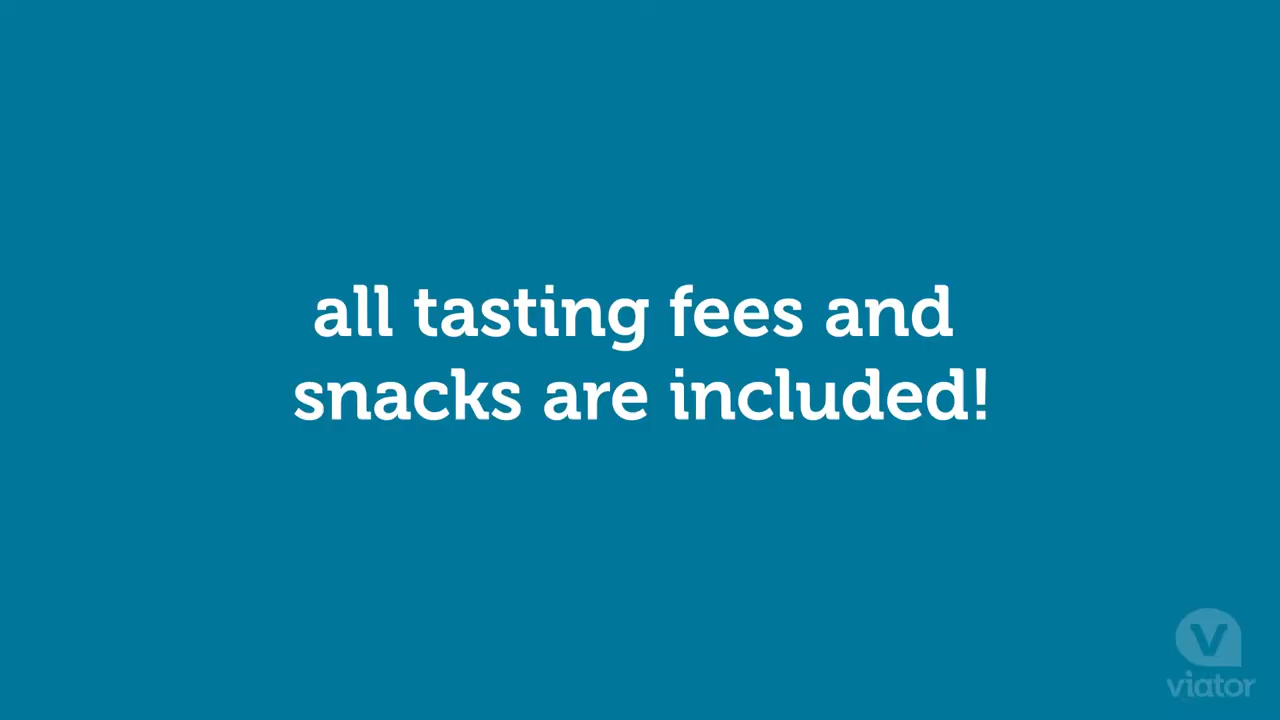 all tasting fees and
snacks are included!
V
viator